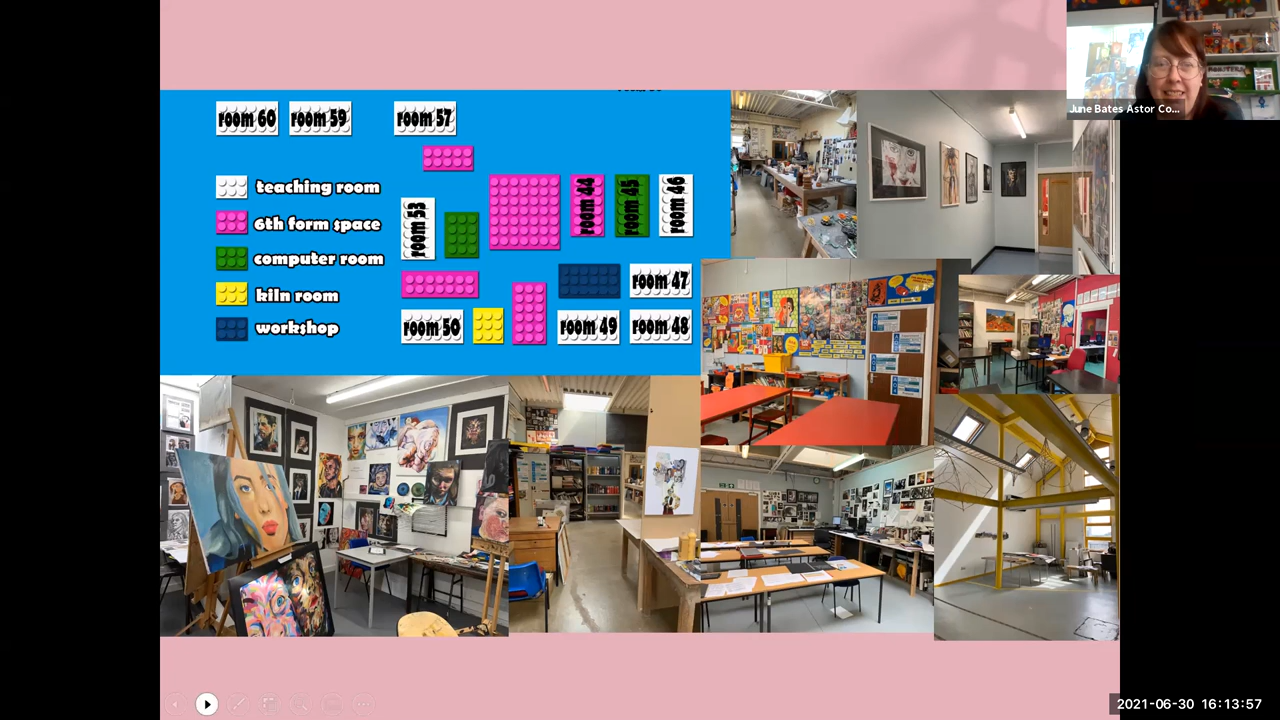 room 60
room 59
room 57
teaching room
6th form space
computer room
kiln room
workshop
room 53
room 44
room 45
room 46
room 47
room 50
room 49
room 48
June Bates Astor Co...
2021-06-30 16:13:57